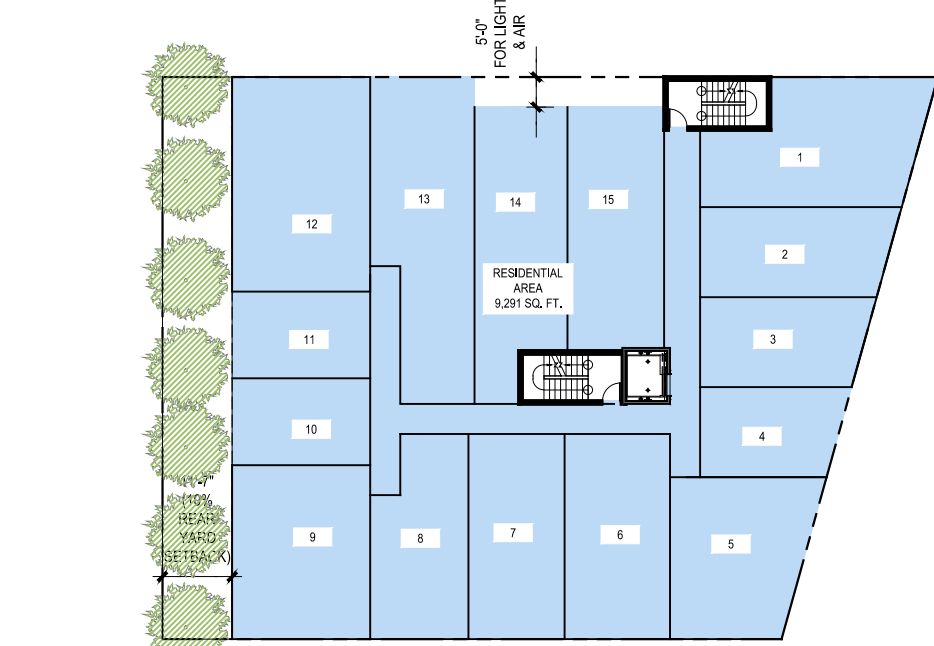 5'-0"
FOR LIGHT
& AIR
1
13
14
15
12
2
RESIDENTIAL
AREA
9,291 SQ. FT.
11
3
10
4
9
8
7
6
5
(10%
REAR
YARD
SETBACK)